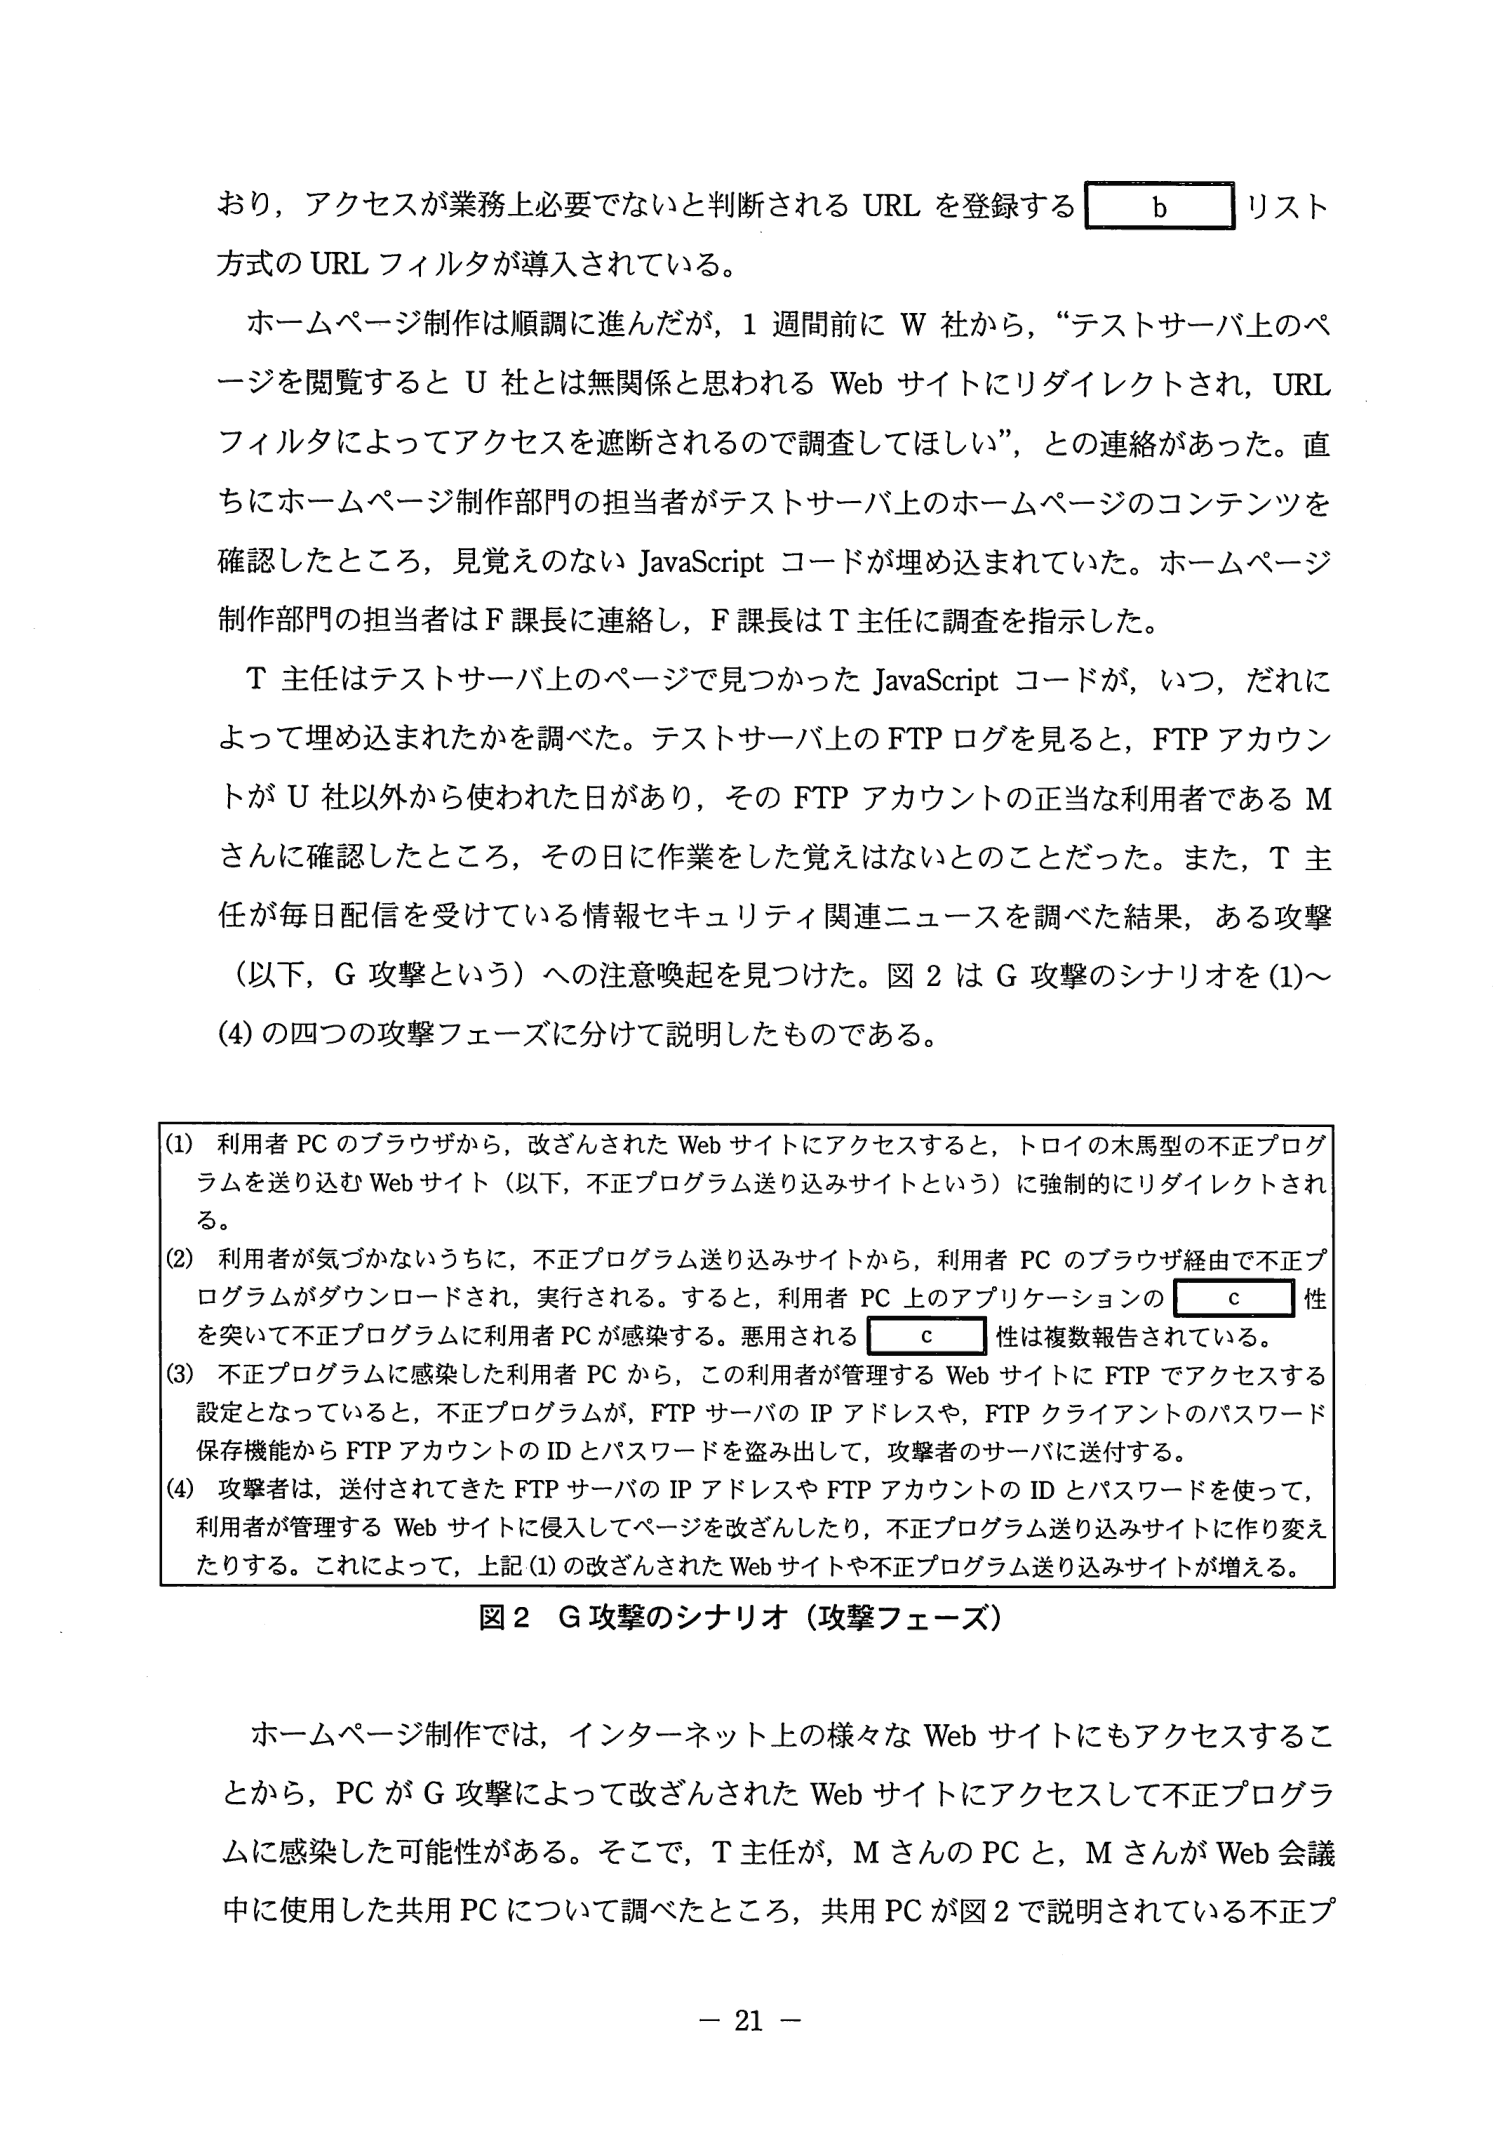 おり，アクセスが業務上必要でないと判断される URL を登録する b リスト
方式の URL フィルタが導入されている。
ホームページ制作は順調に進んだが，1 週間前に W 社から，“テストサーバ上のペ
ージを閲覧すると U 社とは無関係と思われる Web サイトにリダイレクトされ，URL
フィルタによってアクセスを遮断されるので調査してほしい”，との連絡があった。直
ちにホームページ制作部門の担当者がテストサーバ上のホームページのコンテンツを
確認したところ，見覚えのない JavaScript コードが埋め込まれていた。ホームページ
制作部門の担当者は F 課長に連絡し，F 課長は T 主任に調査を指示した。
T 主任はテストサーバ上のページで見つかった JavaScript コードが，いつ，だれに
よって埋め込まれたかを調べた。テストサーバ上の FTP ログを見ると，FTP アカウン
トが U 社以外から使われた日があり，その FTP アカウントの正当な利用者である M
さんに確認したところ，その日に作業をした覚えはないとのことだった。また，T 主
任が毎日配信を受けている情報セキュリティ関連ニュースを調べた結果，ある攻撃
（以下，G 攻撃という）への注意喚起を見つけた。図 2 は G 攻撃のシナリオを (1)～
(4) の四つの攻撃フェーズに分けて説明したものである。
(1) 利用者 PC のブラウザから，改ざんされた Web サイトにアクセスすると，トロイの木馬型の不正プログ
ラムを送り込む Web サイト（以下，不正プログラム送り込みサイトという）に強制的にリダイレクトされ
る。
(2) 利用者が気づかないうちに，不正プログラム送り込みサイトから，利用者 PC のブラウザ経由で不正プ
ログラムがダウンロードされ，実行される。すると，利用者 PC 上のアプリケーションの c 性
を突いて不正プログラムに利用者 PC が感染する。悪用される c 性は複数報告されている。
(3) 不正プログラムに感染した利用者 PC から，この利用者が管理する Web サイトに FTP でアクセスする
設定となっていると，不正プログラムが，FTP サーバの IP アドレスや，FTP クライアントのパスワード
保存機能から FTP アカウントの ID とパスワードを盗み出して，攻撃者のサーバに送付する。
(4) 攻撃者は，送付されてきた FTP サーバの IP アドレスや FTP アカウントの ID とパスワードを使って，
利用者が管理する Web サイトに侵入してページを改ざんしたり，不正プログラム送り込みサイトに作り変え
たりする。これによって，上記 (1) の改ざんされた Web サイトや不正プログラム送り込みサイトが増える。
図2 G 攻撃のシナリオ（攻撃フェーズ）
ホームページ制作では，インターネット上の様々な Web サイトにもアクセスするこ
とから，PC が G 攻撃によって改ざんされた Web サイトにアクセスして不正プログラ
ムに感染した可能性がある。そこで，T 主任が，M さんの PC と，M さんが Web 会議
中に使用した共用 PC について調べたところ，共用 PC が図 2 で説明されている不正プ
－ 21 －